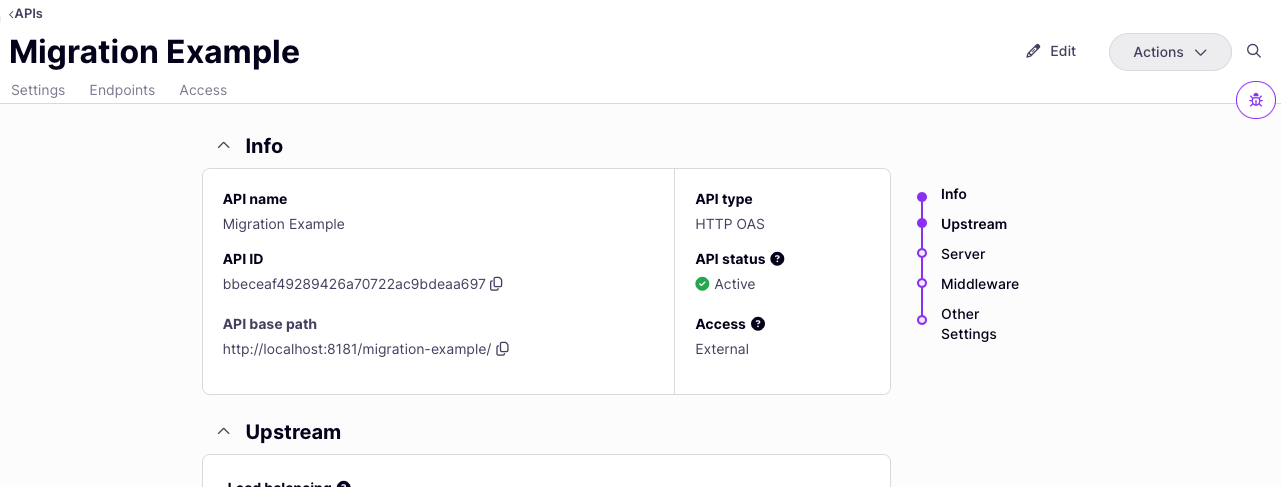 ‹APIs
Migration Example
Edit
Actions
Settings Endpoints Access
Info
API name
Migration Example
API ID
bbeceaf49289426a70722ac9bdeaa697
API base path
http://localhost:8181/migration-example/
API type
HTTP OAS
API status ?
Active
Access ?
External
Info
Upstream
Server
Middleware
Other
Settings
Upstream
Load balancing ?